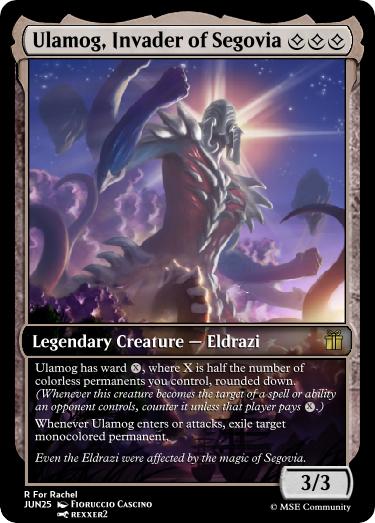 Ulamog, Invader of Segovia
Legendary Creature — Eldrazi
Ulamog has ward X, where X is half the number of
colorless permanents you control, rounded down.
(Whenever this creature becomes the target of a spell or ability
an opponent controls, counter it unless that player pays X.)
Whenever Ulamog enters or attacks, exile target
monocolored permanent.
Even the Eldrazi were affected by the magic of Segovia.
3/3
R For Rachel
JUN25 Fioruccio Cascino
rexxer2
© MSE Community